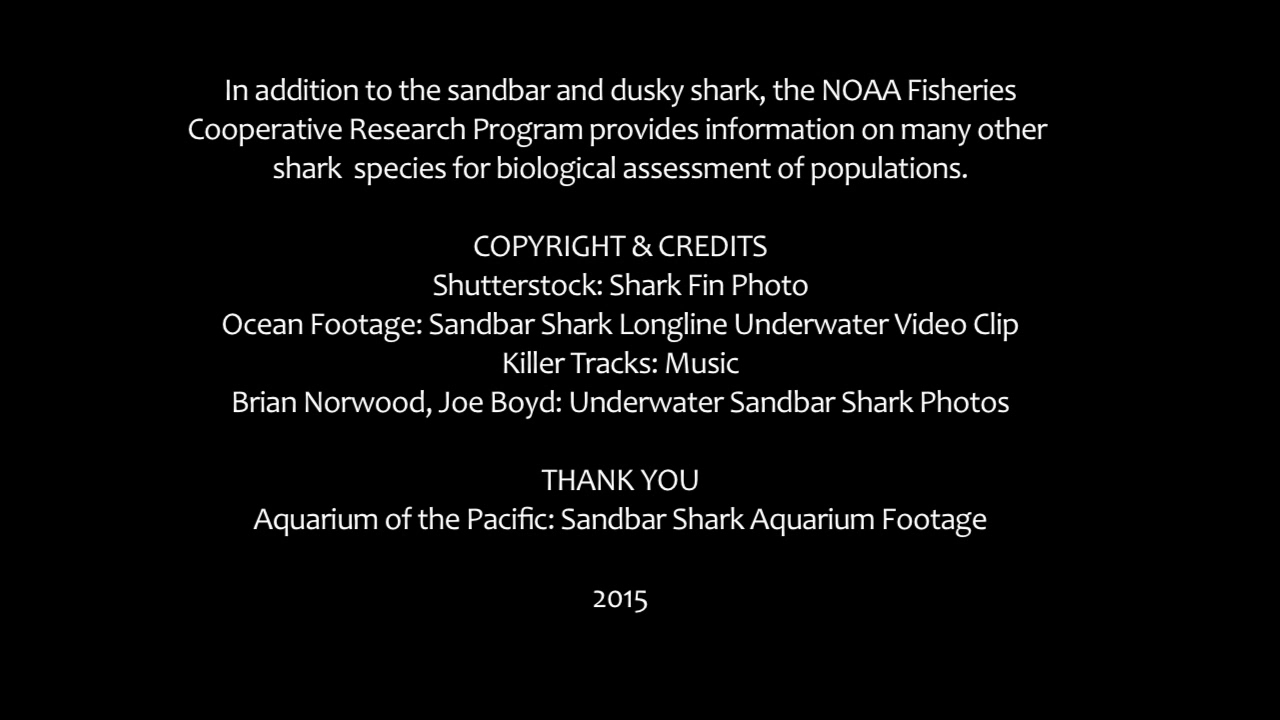 In addition to the sandbar and dusky shark, the NOAA Fisheries
Cooperative Research Program provides information on many other
shark  species for biological assessment of populations.
COPYRIGHT & CREDITS
Shutterstock: Shark Fin Photo
Ocean Footage: Sandbar Shark Longline Underwater Video Clip
Killer Tracks: Music
Brian Norwood, Joe Boyd: Underwater Sandbar Shark Photos
THANK YOU
Aquarium of the Pacific: Sandbar Shark Aquarium Footage
2015